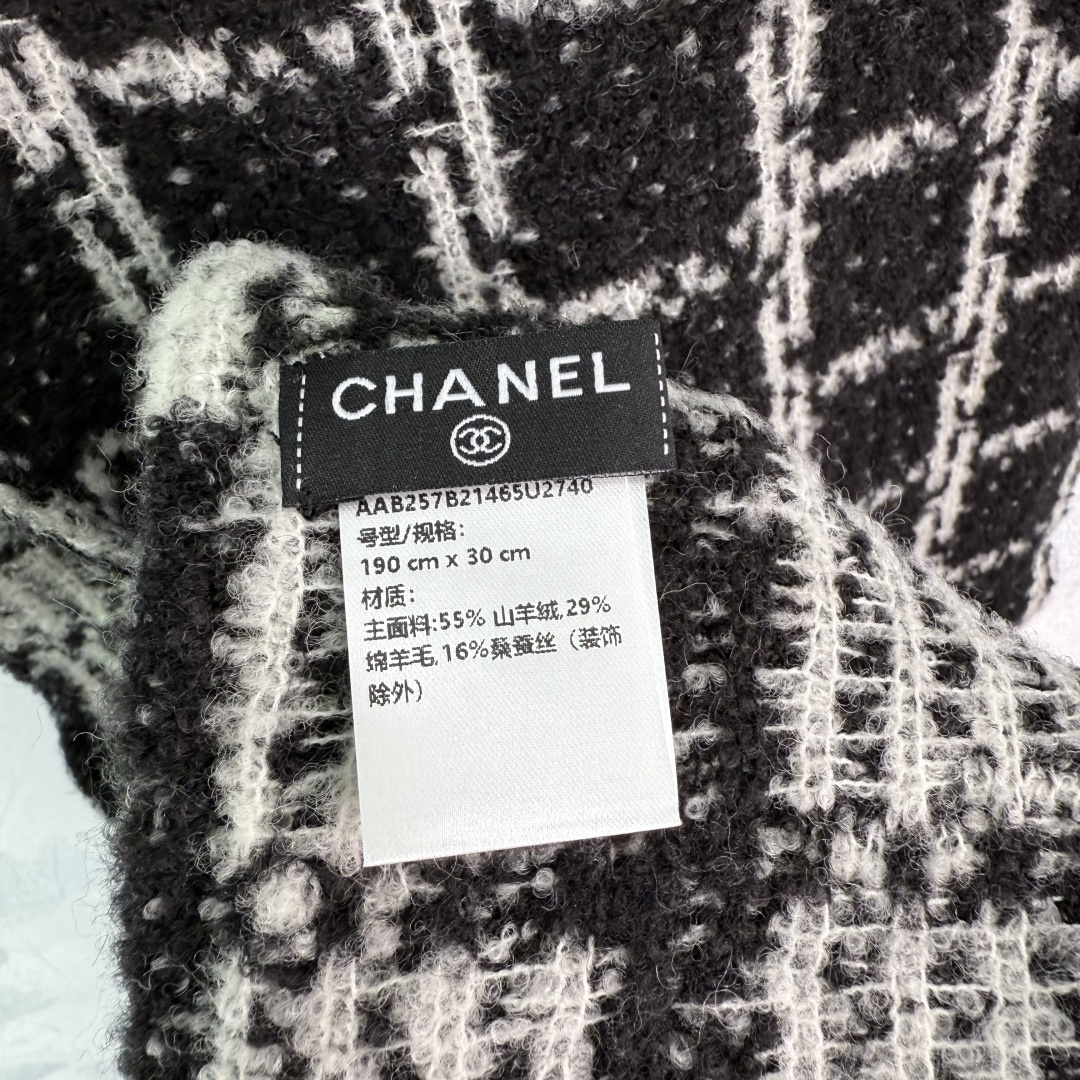 CHANEL
AAB257B21465U2740
号型/规格:
190 cm x 30 cm
材质:
主面料:55% 山羊绒,29%
绵羊毛,16%桑蚕丝（装饰
除外）